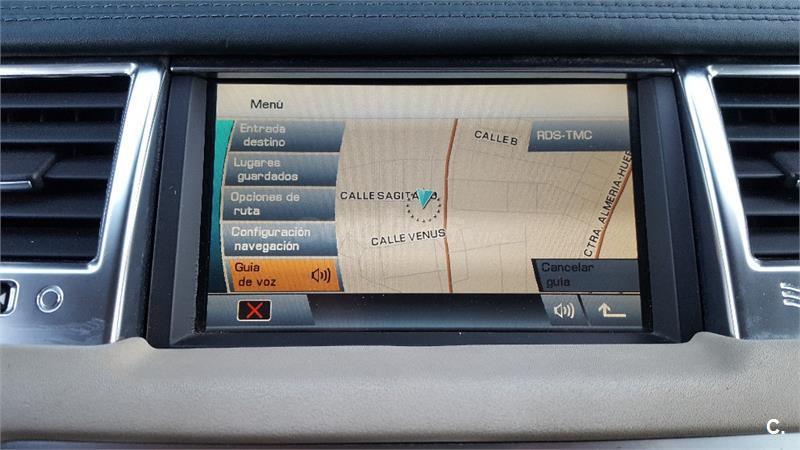 Menú
Entrada
destino
Lugares
guardados
Opciones de
ruta
Configuración
navegación
Guía
de voz
CALLE B
RDS-TMC
CALLE SAGITA
CALLE VENUS
CTRA. ALMERIA-HUER
Cancelar
guía
C.